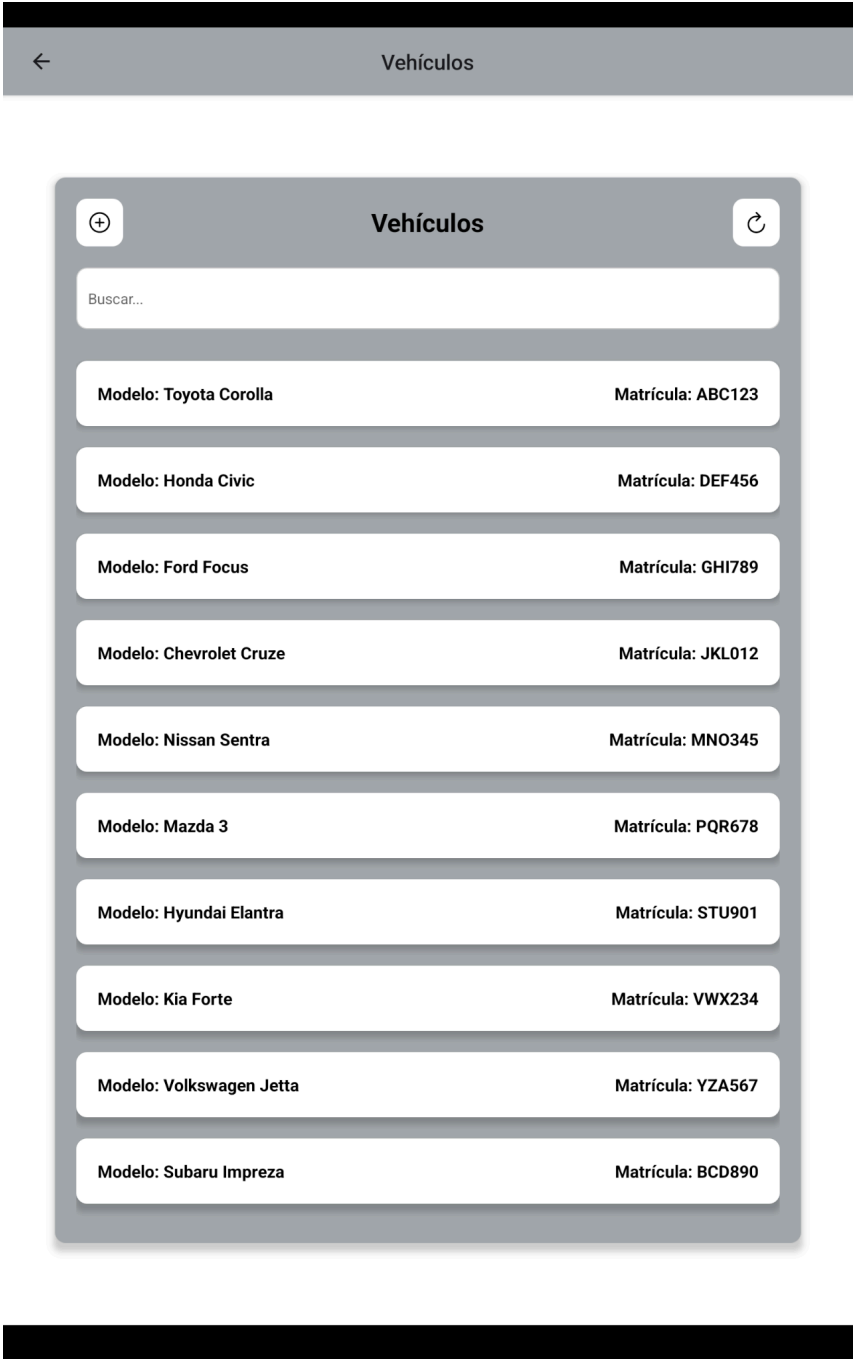 Vehículos
Vehículos
Buscar...
Modelo: Toyota Corolla Matrícula: ABC123
Modelo: Honda Civic Matrícula: DEF456
Modelo: Ford Focus Matrícula: GHI789
Modelo: Chevrolet Cruze Matrícula: JKL012
Modelo: Nissan Sentra Matrícula: MNO345
Modelo: Mazda 3 Matrícula: PQR678
Modelo: Hyundai Elantra Matrícula: STU901
Modelo: Kia Forte Matrícula: VWX234
Modelo: Volkswagen Jetta Matrícula: YZA567
Modelo: Subaru Impreza Matrícula: BCD890